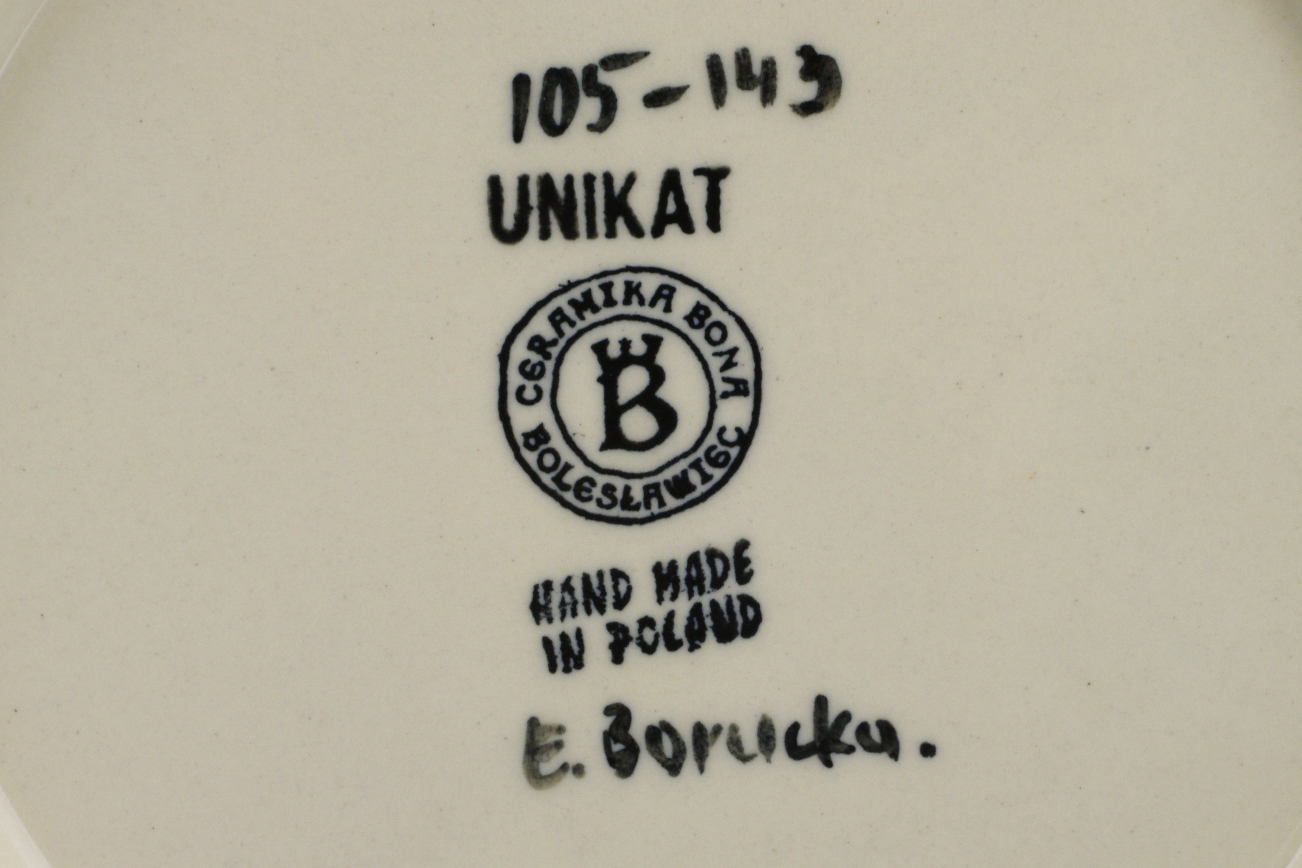 105-143
UNIKAT
CERAMIKA BONA
B
BOLESŁAWIEC
HAND MADE
IN POLAND
E. Borucka.